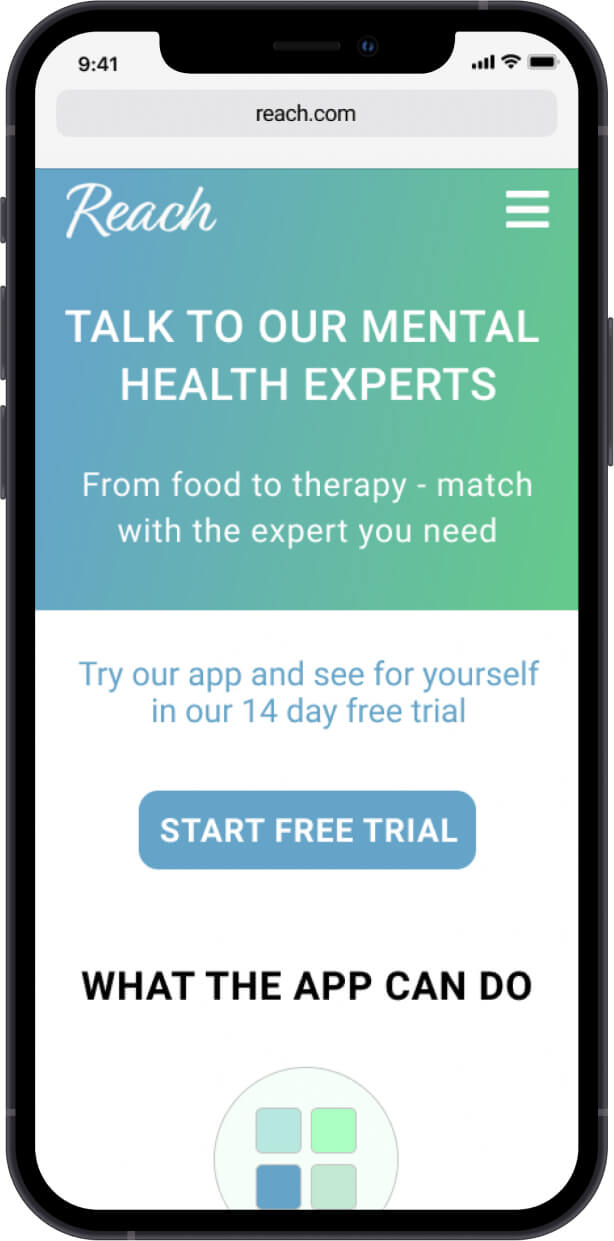 9:41
reach.com
Reach
TALK TO OUR MENTAL
HEALTH EXPERTS
From food to therapy - match
with the expert you need
Try our app and see for yourself
in our 14 day free trial
START FREE TRIAL
WHAT THE APP CAN DO